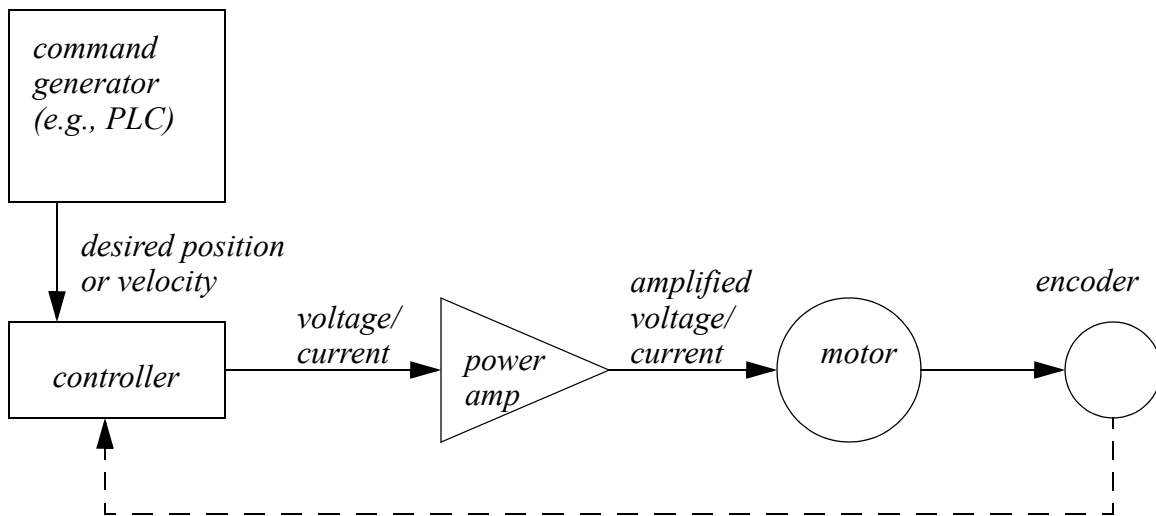 command
generator
(e.g., PLC)
desired position
or velocity
controller
voltage/
current
power
amp
amplified
voltage/
current
motor
encoder